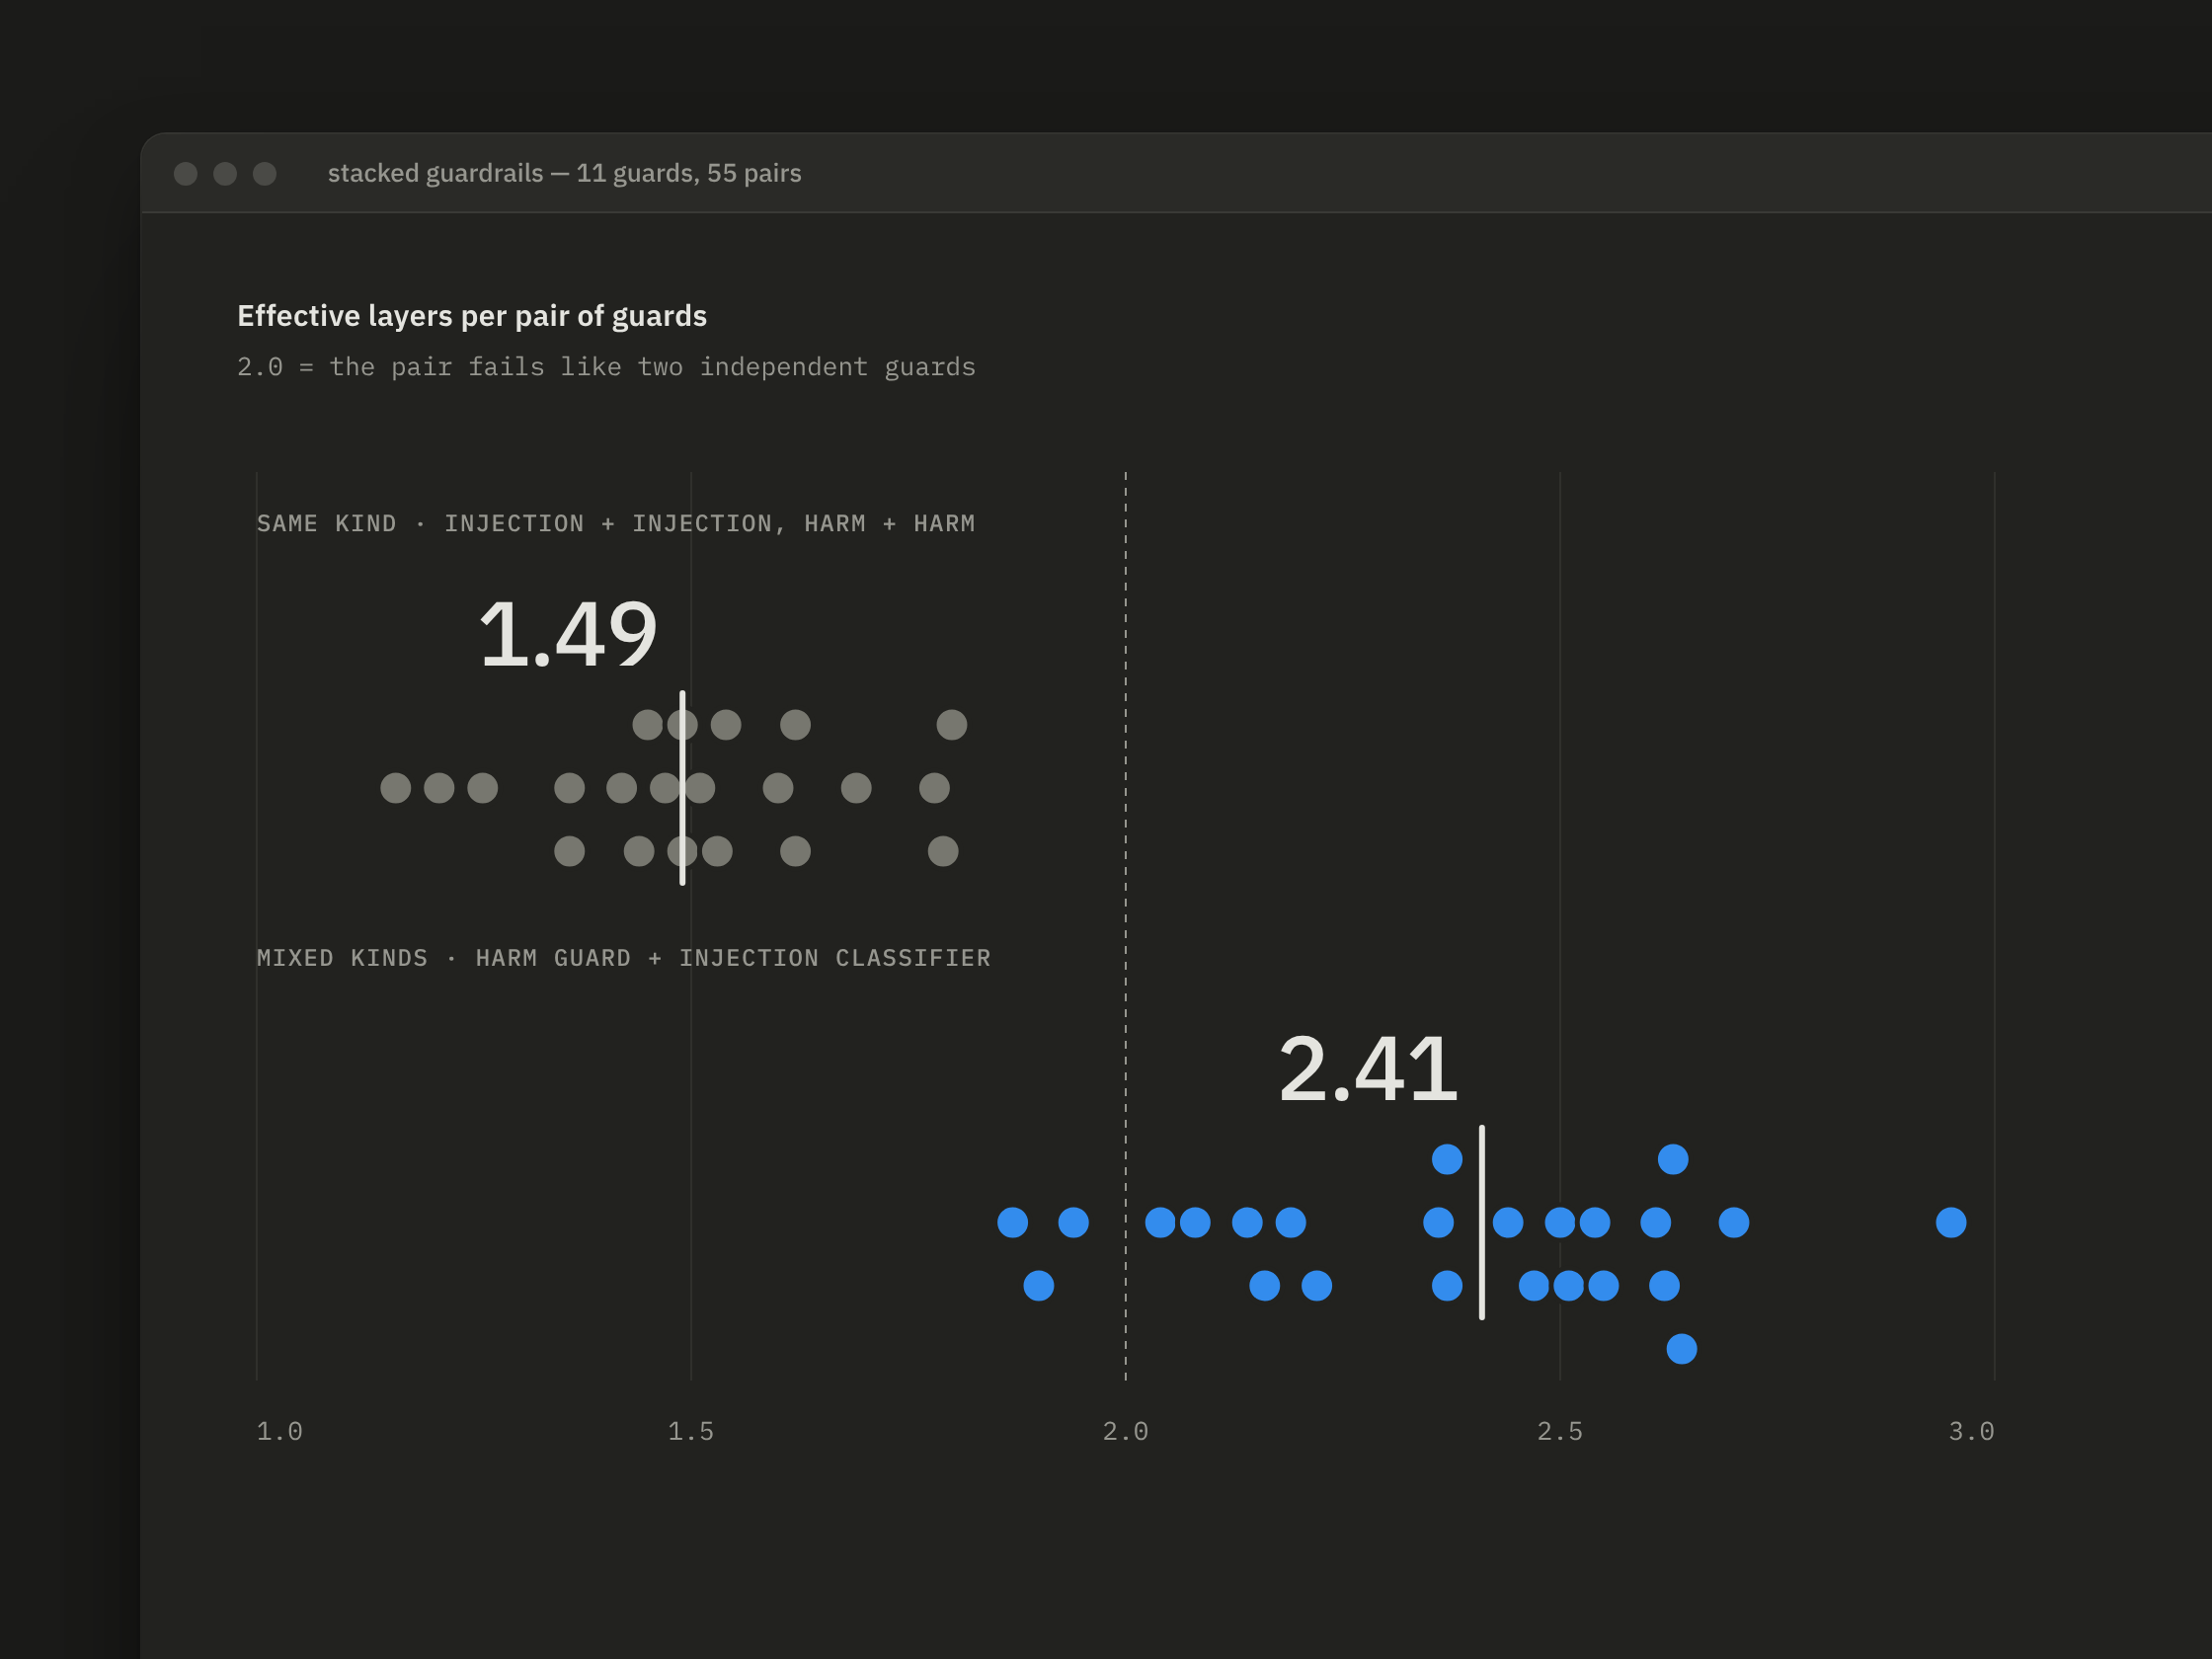 stacked guardrails — 11 guards, 55 pairs
Effective layers per pair of guards
2.0 = the pair fails like two independent guards
SAME KIND · INJECTION + INJECTION, HARM + HARM
1.49
MIXED KINDS · HARM GUARD + INJECTION CLASSIFIER
2.41
1.0 1.5 2.0 2.5 3.0